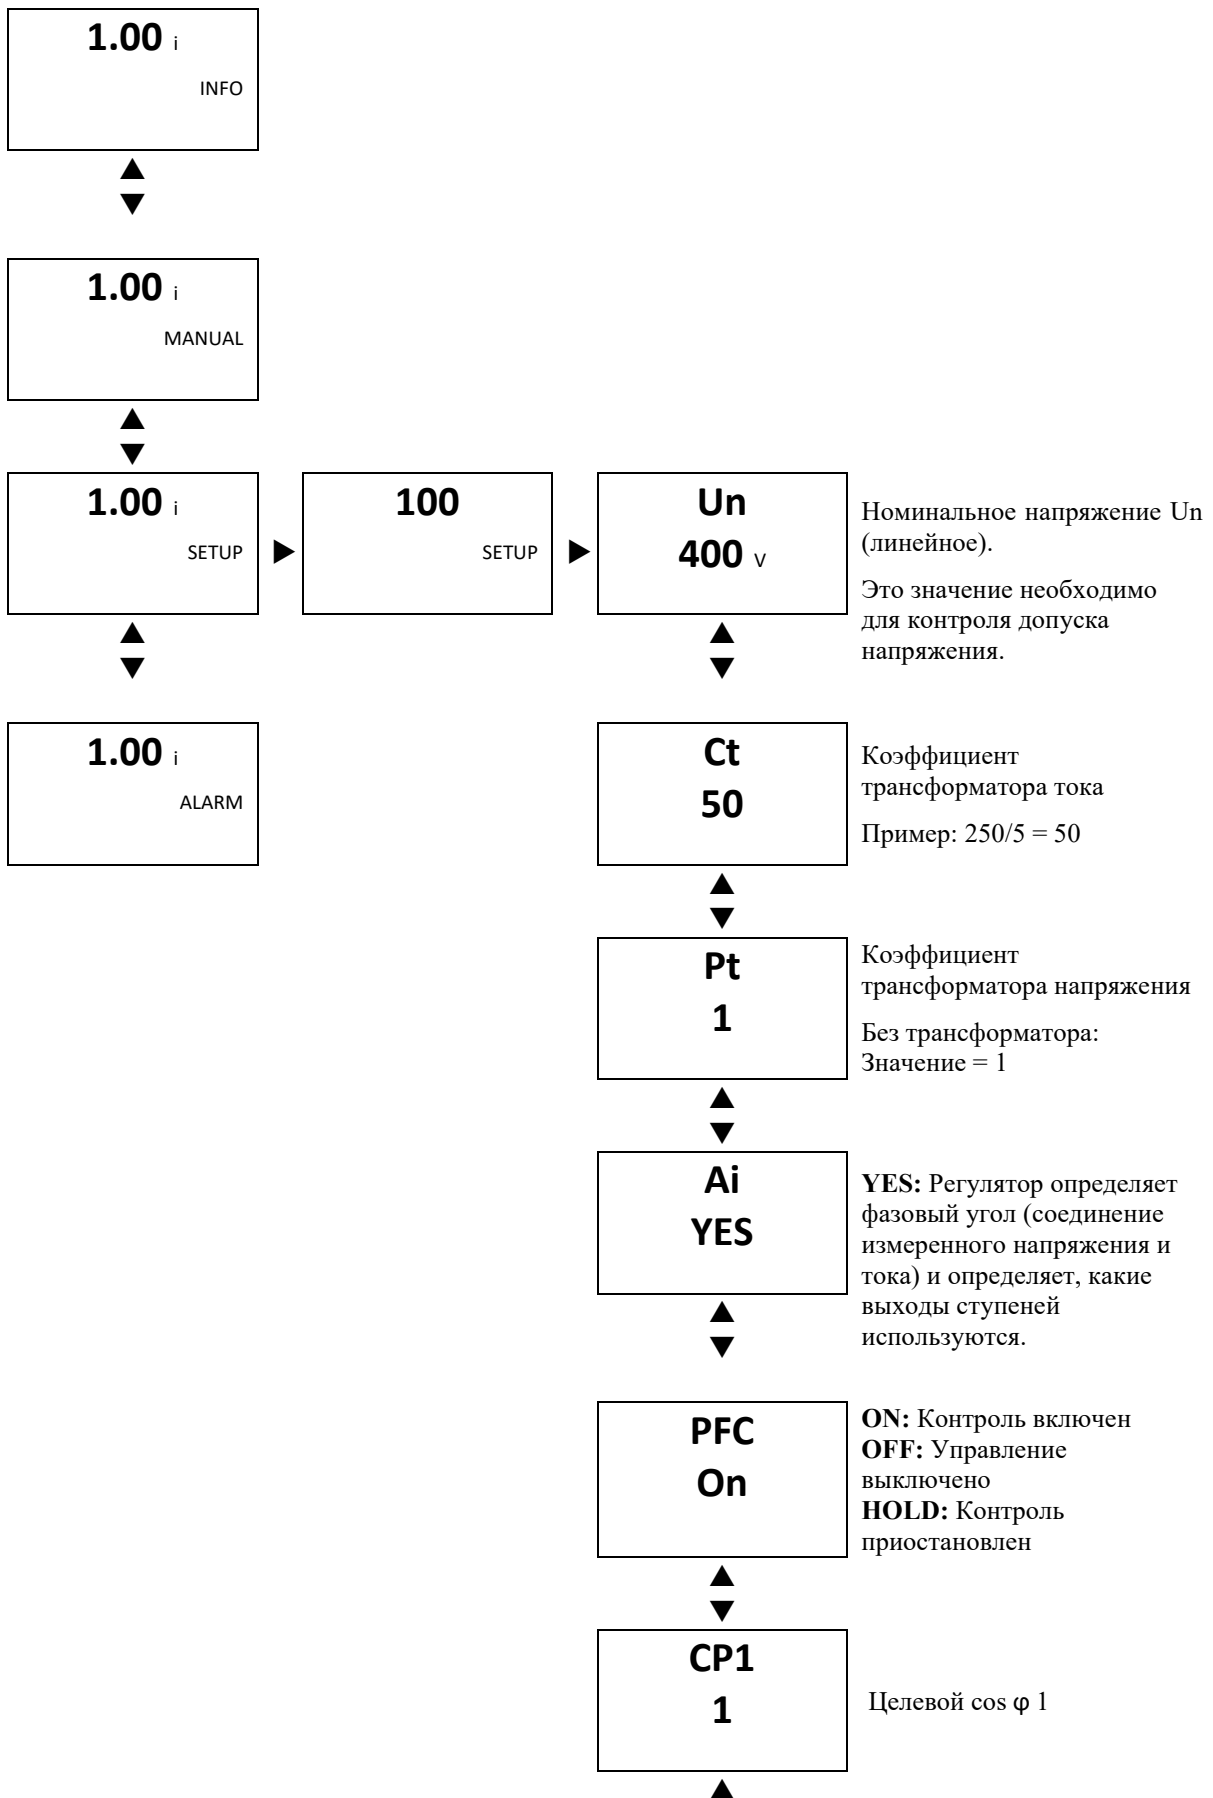 1.00 i
INFO
▲
▼
1.00 i
MANUAL
▲
▼
1.00 i
SETUP
▶
100
SETUP
▶
Un
400 V
Номинальное напряжение Un
(линейное).
Это значение необходимо
для контроля допуска
напряжения.
▲
▼
▲
▼
1.00 i
ALARM
Ct
50
Коэффициент
трансформатора тока
Пример: 250/5 = 50
▲
▼
Pt
1
Коэффициент
трансформатора напряжения
Без трансформатора:
Значение = 1
▲
▼
Ai
YES
YES: Регулятор определяет
фазовый угол (соединение
измеренного напряжения и
тока) и определяет, какие
выходы ступеней
используются.
▲
▼
PFC
On
ON: Контроль включен
OFF: Управление
выключено
HOLD: Контроль
приостановлен
▲
▼
CP1
1
Целевой cos φ 1
▲